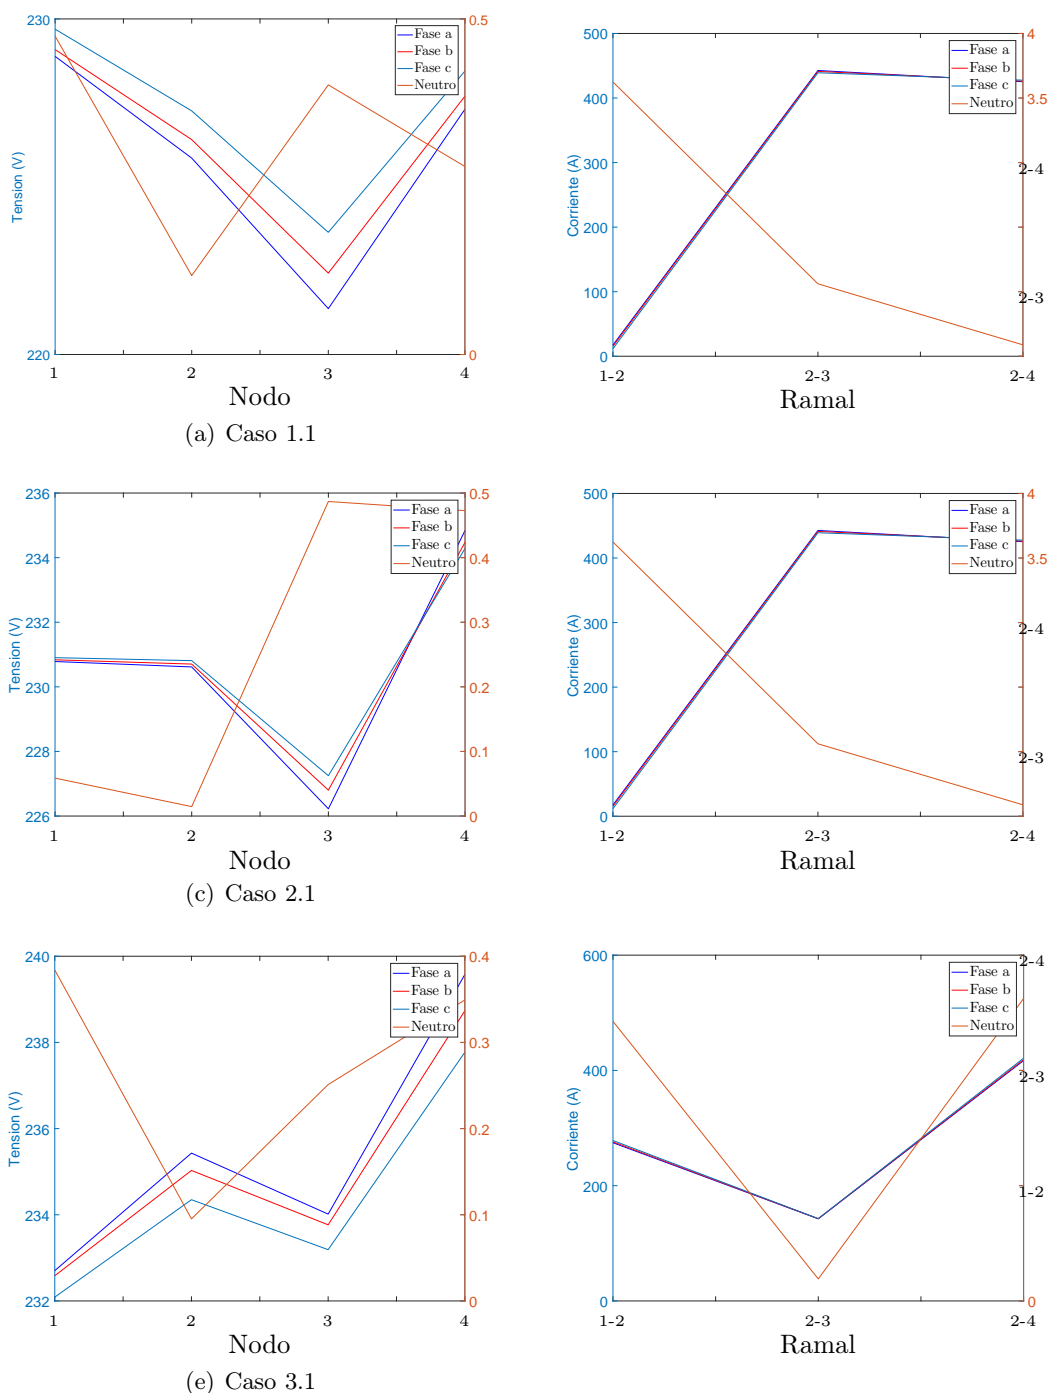 230
220
Tension (V)
0.5
0
Fase a
Fase b
Fase c
Neutro
1 2 3 4
Nodo
(a) Caso 1.1
500
400
300
200
100
0
Corriente (A)
4
3.5
2-4
2-3
Fase a
Fase b
Fase c
Neutro
1-2 2-3 2-4
Ramal
236
234
232
230
228
226
Tension (V)
0.5
0.4
0.3
0.2
0.1
0
Fase a
Fase b
Fase c
Neutro
1 2 3 4
Nodo
(c) Caso 2.1
500
400
300
200
100
0
Corriente (A)
4
3.5
2-4
2-3
Fase a
Fase b
Fase c
Neutro
1-2 2-3 2-4
Ramal
240
238
236
234
232
Tension (V)
0.4
0.3
0.2
0.1
0
Fase a
Fase b
Fase c
Neutro
1 2 3 4
Nodo
(e) Caso 3.1
600
400
200
0
Corriente (A)
2-4
2-3
1-2
0
Fase a
Fase b
Fase c
Neutro
1-2 2-3 2-4
Ramal